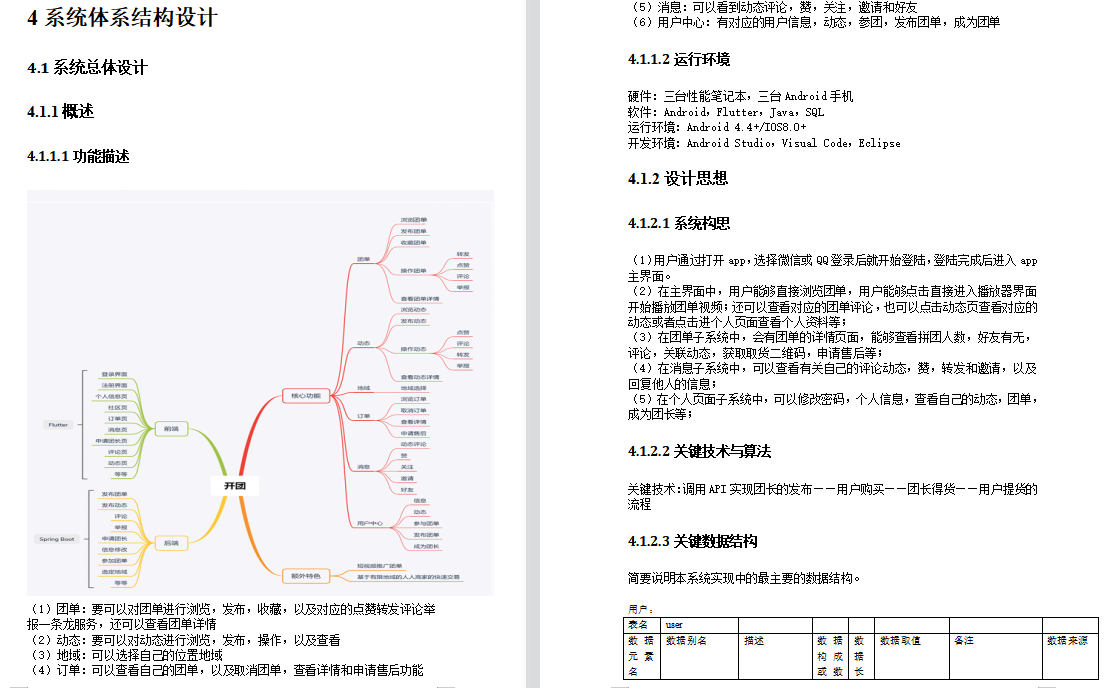 4 系统体系结构设计
4.1 系统总体设计
4.1.1 概述
4.1.1.1 功能描述
浏览团单
发布团单
收藏团单
团单
操作团单
转发
点赞
评论
举报
查看团单详情
浏览动态
发布动态
动态
操作动态
点赞
评论
转发
举报
查看动态详情
地域
地域选择
浏览订单
取消订单
订单
查看详情
申请售后
动态评论
赞
消息
关注
邀请
好友
信息
动态
用户中心
参与团单
发布团单
成为团长
核心功能
登录界面
注册界面
个人信息页
社区页
订单页
消息页
申请团长页
评论页
动态页
等等
Flutter
前端
开团
发布团单
发布动态
评论
举报
申请团长
信息修改
参加团单
选定地域
等等
Spring Boot
后端
额外特色
短视频推广团单
基于有限地域的人人商家的快速交易
（1）团单：要可以对团单进行浏览，发布，收藏，以及对应的点赞转发评论举
报一条龙服务，还可以查看团单详情
（2）动态：要可以对动态进行浏览，发布，操作，以及查看
（3）地域：可以选择自己的位置地域
（4）订单：可以查看自己的团单，以及取消团单，查看详情和申请售后功能
（5）消息：可以看到动态评论，赞，关注，邀请和好友
（6）用户中心：有对应的用户信息，动态，参团，发布团单，成为团单
4.1.1.2 运行环境
硬件：三台性能笔记本，三台 Android 手机
软件：Android，Flutter，Java，SQL
运行环境：Android 4.4+/IOS8.0+
开发环境：Android Studio，Visual Code，Eclipse
4.1.2 设计思想
4.1.2.1 系统构思
（1）用户通过打开 app，选择微信或 QQ 登录后就开始登陆，登陆完成后进入 app
主界面。
（2）在主界面中，用户能够直接浏览团单，用户能够点击直接进入播放器界面
开始播放团单视频；还可以查看对应的团单评论，也可以点击动态页查看对应的
动态或者点击进个人页面查看个人资料等；
（3）在团单子系统中，会有团单的详情页面，能够查看拼团人数，好友有无，
评论，关联动态，获取取货二维码，申请售后等；
（4）在消息子系统中，可以查看有关自己的评论动态，赞，转发和邀请，以及
回复他人的信息；
（5）在个人页面子系统中，可以修改密码，个人信息，查看自己的动态，团单，
成为团长等；
4.1.2.2 关键技术与算法
关键技术:调用 API 实现团长的发布——用户购买——团长得货——用户提货的
流程
4.1.2.3 关键数据结构
简要说明本系统实现中的最主要的数据结构。
用户：
表名 user
数据元素名 数据别名 描述 数据构成或数 数据长 数据取值 备注 数据来源